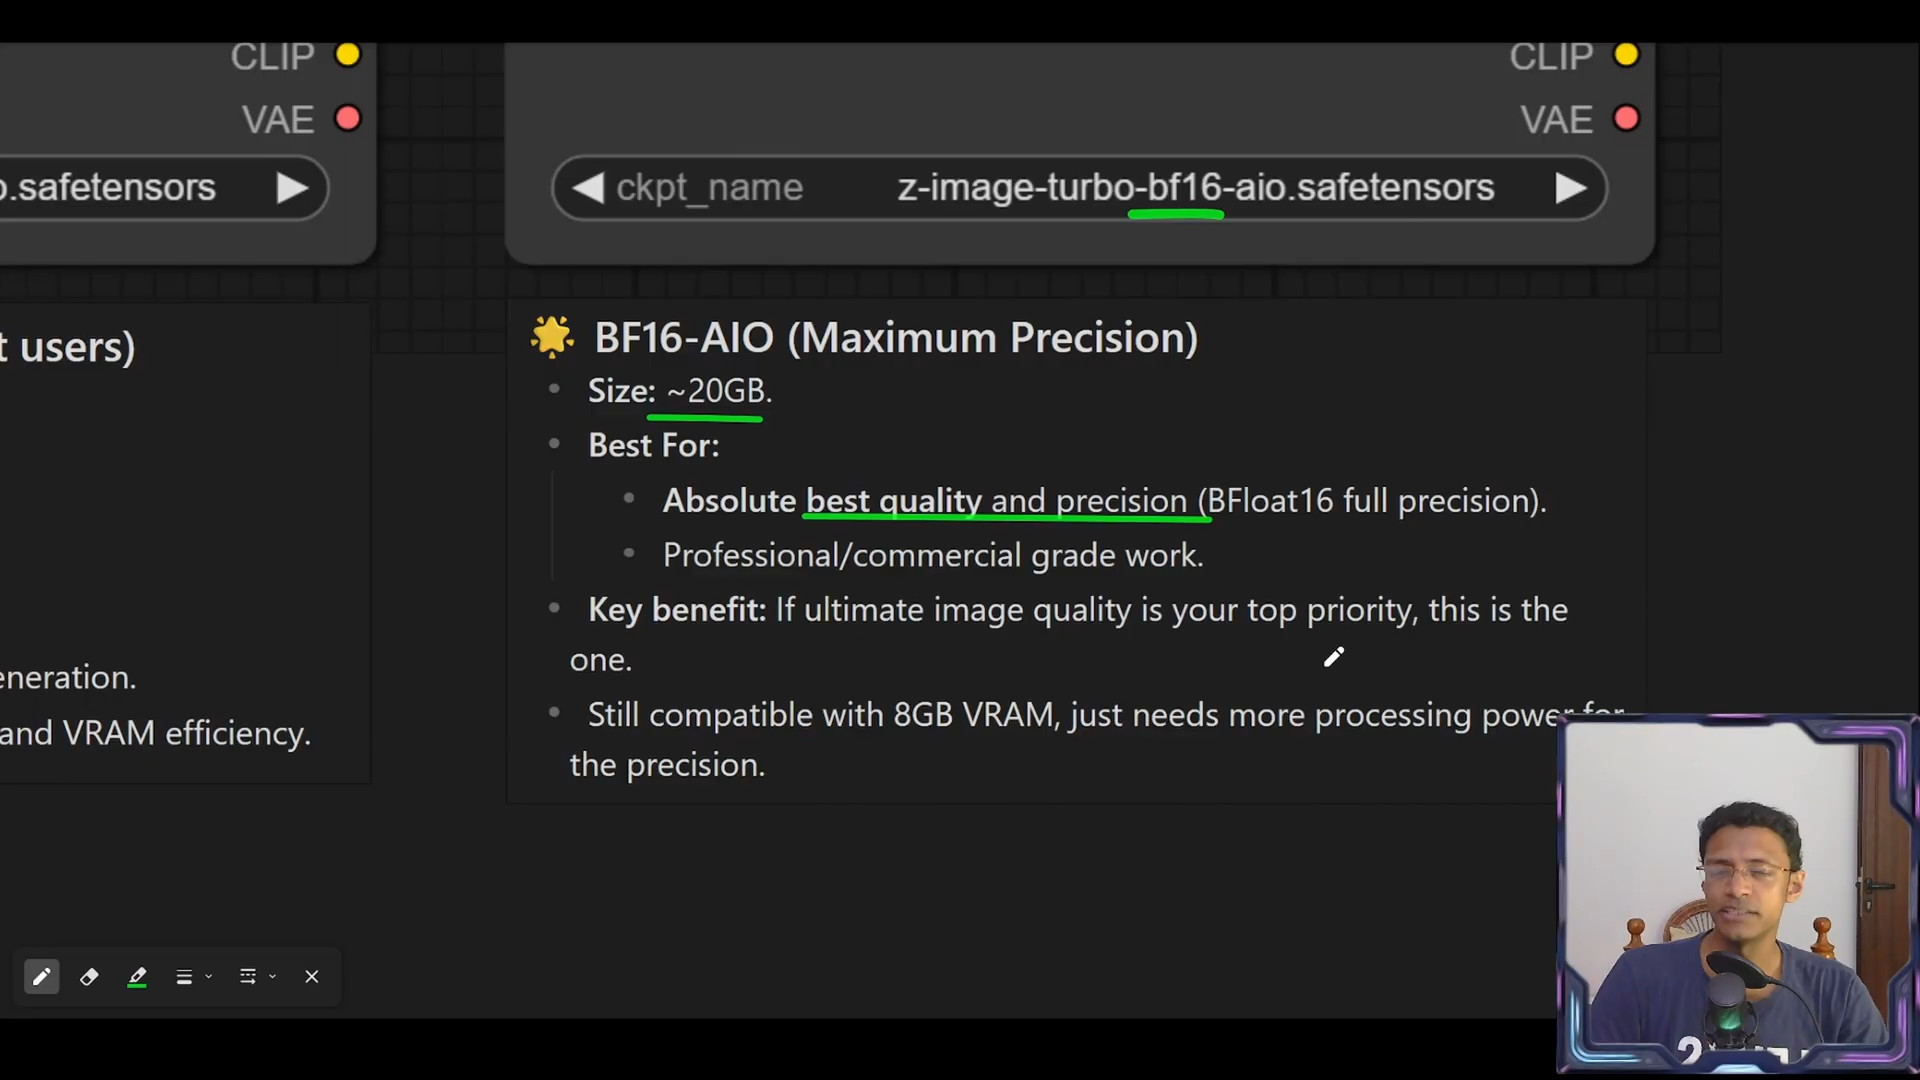 CLIP
VAE
o.safetensors
CLIP
VAE
ckpt_name z-image-turbo-bf16-aio.safetensors
t users)
eneration.
and VRAM efficiency.
BF16-AIO (Maximum Precision)
Size: ~20GB.
Best For:
Absolute best quality and precision (BFloat16 full precision).
Professional/commercial grade work.
Key benefit: If ultimate image quality is your top priority, this is the
one.
Still compatible with 8GB VRAM, just needs more processing power for
the precision.